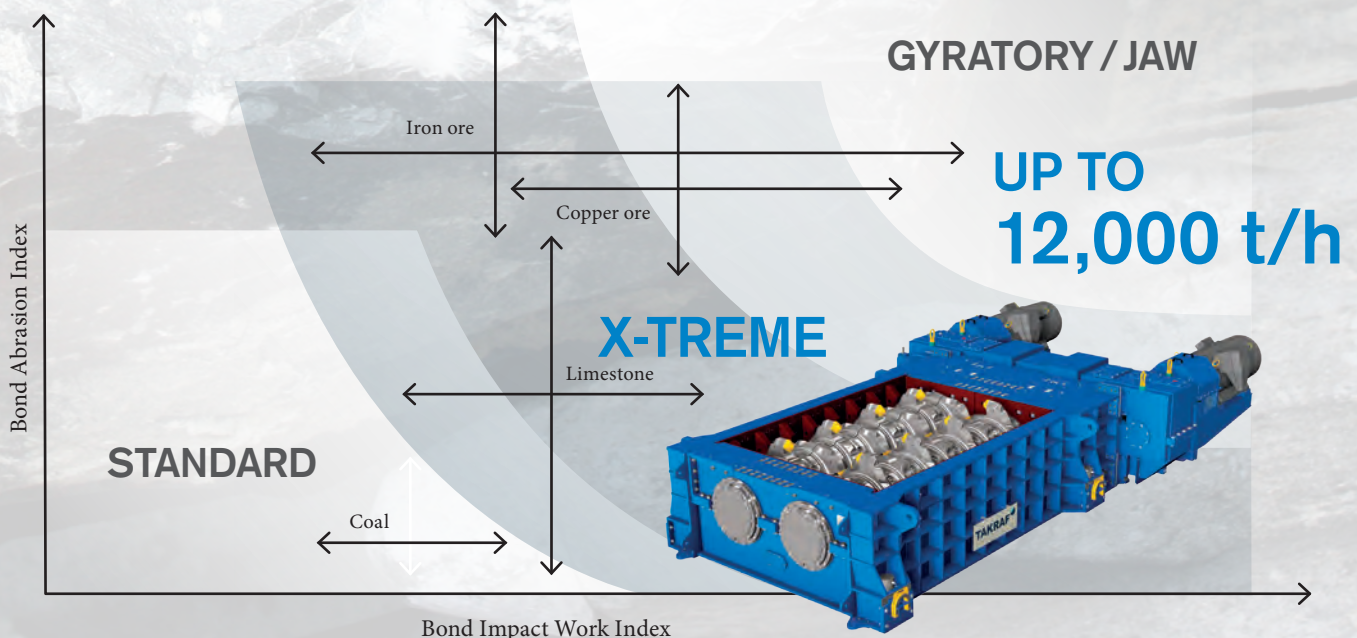 GYRATORY / JAW
Iron ore
UP TO
12,000 t/h
Copper ore
X-TREME
Limestone
STANDARD
Coal
TAKRAF
Bond Abrasion Index
Bond Impact Work Index